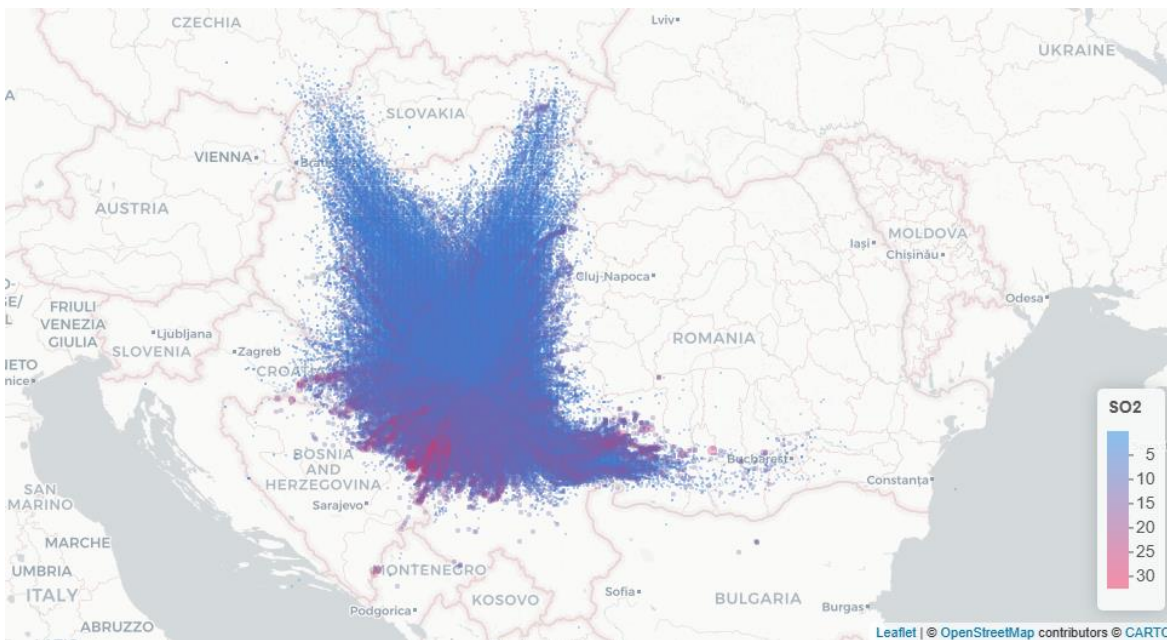 Lviv
CZECHIA
UKRAINE
SLOVAKIA
VIENNA
AUSTRIA
MOLDOVA
Iași
Chișinău
Cluj-Napoca
Odesa
FRIULI
VENEZIA
GIULIA
Ljubljana
SLOVENIA
Zagreb
ROMANIA
SO2
5
10
15
20
25
30
BOSNIA
AND
HERZEGOVINA
Bucharest
Constanța
SAN
MARINO
Sarajevo
MARCHE
UMBRIA
MONTENEGRO
ITALY
KOSOVO
Sofia
BULGARIA
Podgorica
Burgas
ABRUZZO
Leaflet | © OpenStreetMap contributors © CARTO